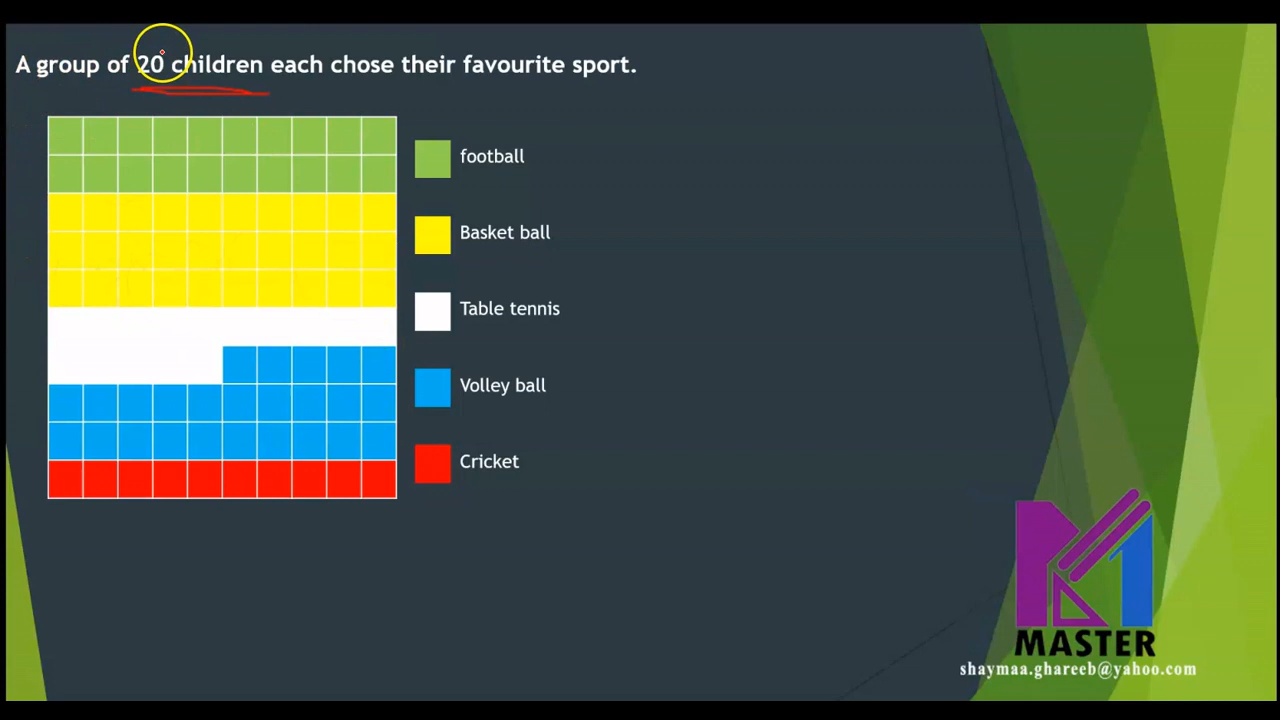 A group of 20 children each chose their favourite sport.
football
Basket ball
Table tennis
Volley ball
Cricket
M1
MASTER
shaymaa.ghareeb@yahoo.com